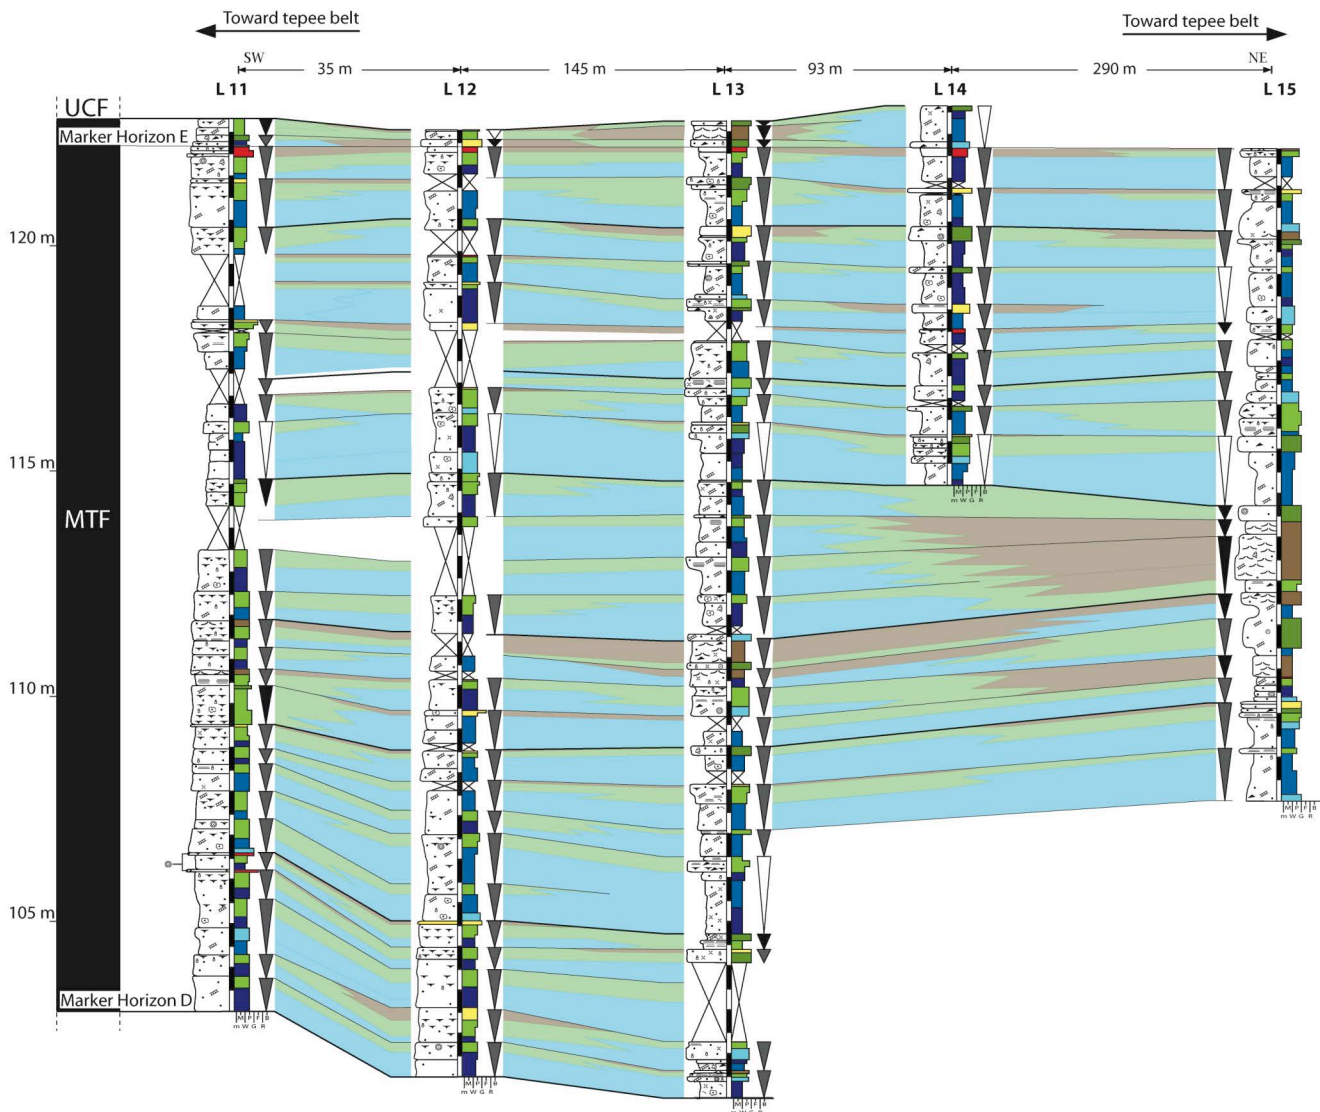 Toward tepee belt
Toward tepee belt
SW
NE
35 m
145 m
93 m
290 m
L 11
L 12
L 13
L 14
L 15
UCF
Marker Horizon E
120 m
115 m
MTF
110 m
105 m
Marker Horizon D
M P F B
m W G R
M P F B
m W G R
M P F B
m W G R
M P F B
m W G R
M P F B
m W G R